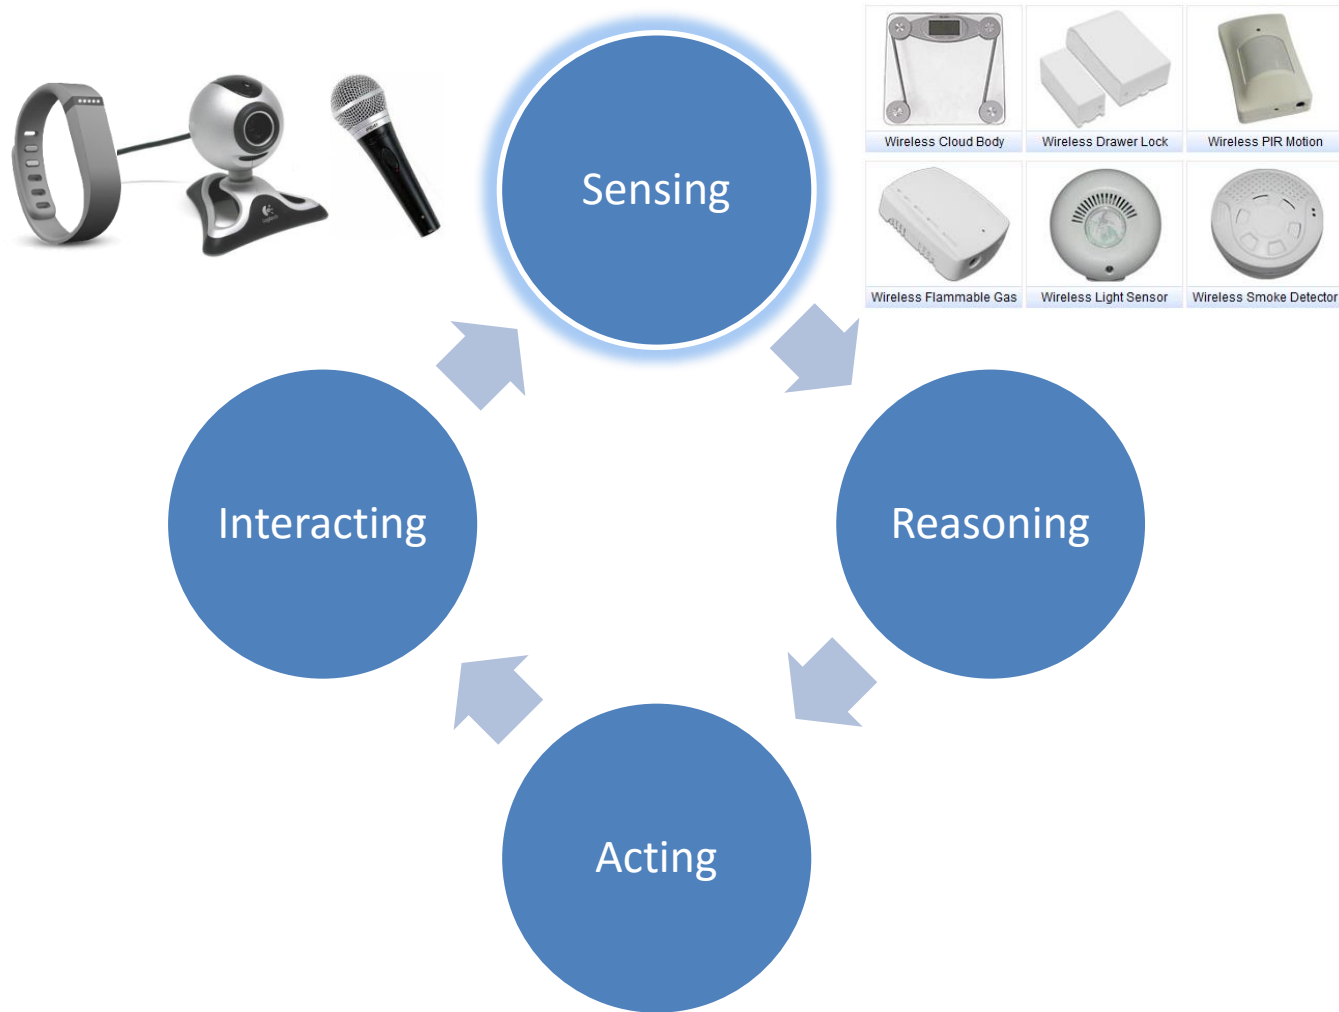 Sensing
Wireless Cloud Body
Wireless Drawer Lock
Wireless PIR Motion
Wireless Flammable Gas
Wireless Light Sensor
Wireless Smoke Detector
Interacting
Reasoning
Acting